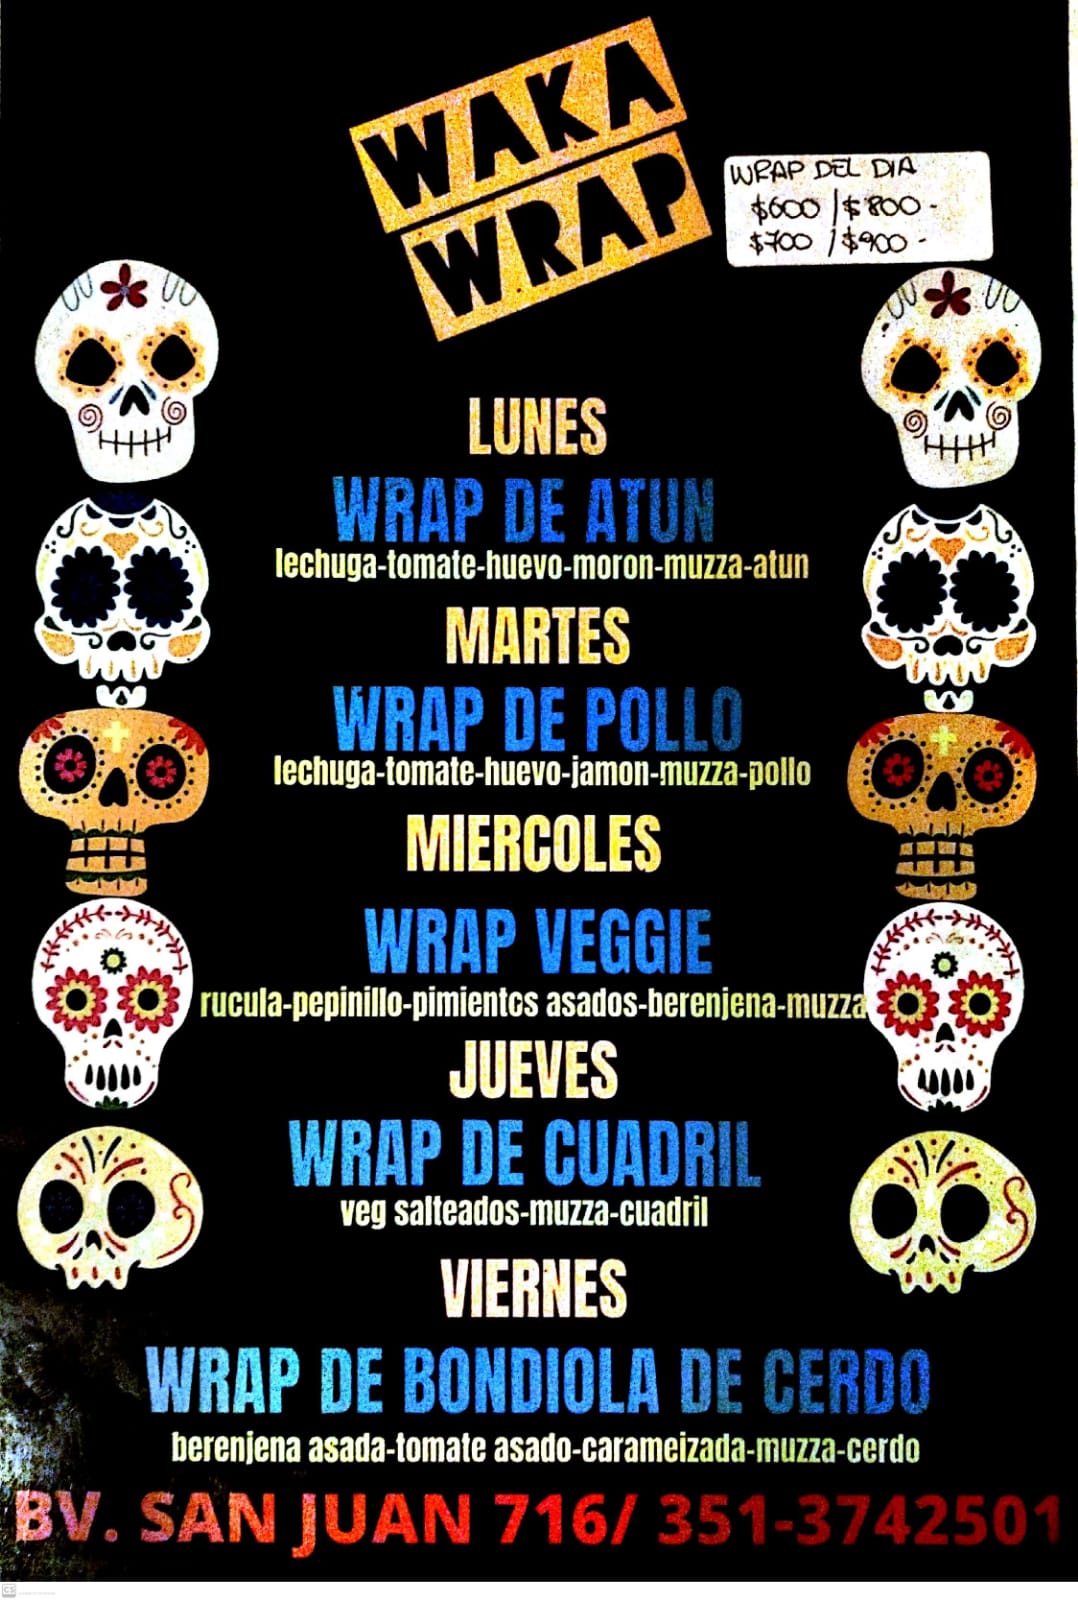 WAKA
WRAP
WRAP DEL DIA
$600 / $800 -
$700 / $900 -
LUNES
WRAP DE ATUN
lechuga-tomate-huevo-moron-muzza-atun
MARTES
WRAP DE POLLO
lechuga-tomate-huevo-jamon-muzza-pollo
MIERCOLES
WRAP VEGGIE
rucula-pepinillo-pimientos asados-berenjena-muzza
JUEVES
WRAP DE CUADRIL
veg salteados-muzza-cuadril
VIERNES
WRAP DE BONDIOLA DE CERDO
berenjena asada-tomate asado-carameizada-muzza-cerdo
BV. SAN JUAN 716/ 351-3742501
CS